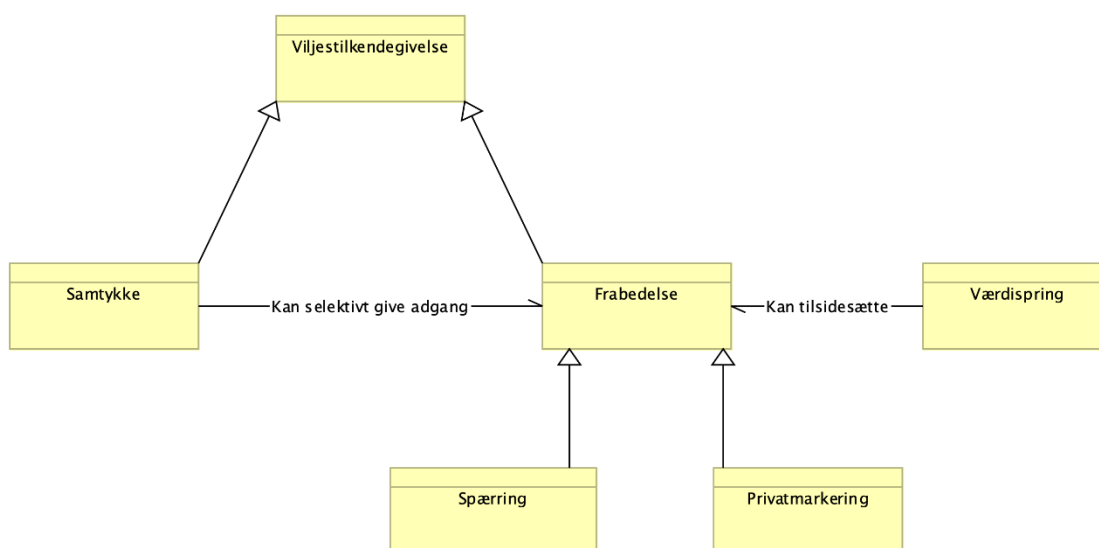 Viljestilkendegivelse
Samtykke
Kan selektivt give adgang
Frabedelse
Kan tilsidesætte
Værdispring
Spærring
Privatmarkering